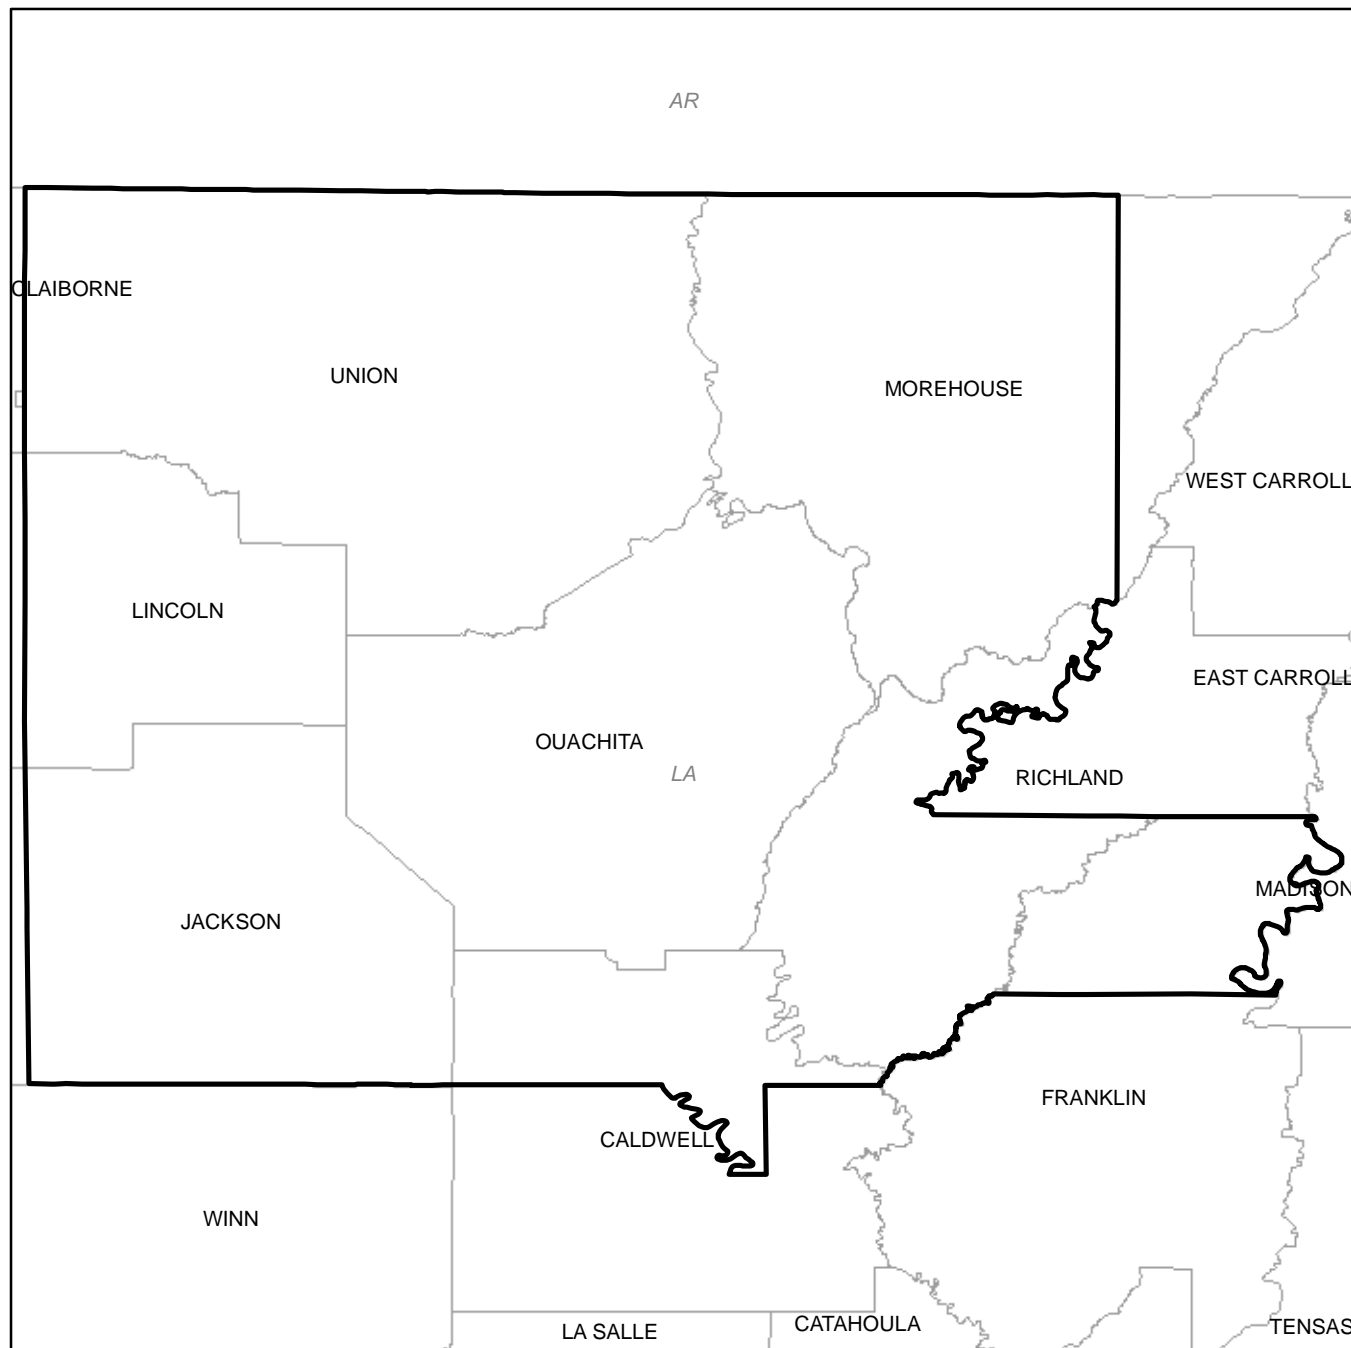 AR
CLAIBORNE
UNION
MOREHOUSE
WEST CARROLL
LINCOLN
EAST CARROLL
OUACHITA
LA
RICHLAND
MADISON
JACKSON
FRANKLIN
CALDWELL
WINN
CATAHOULA
TENSAS
LA SALLE